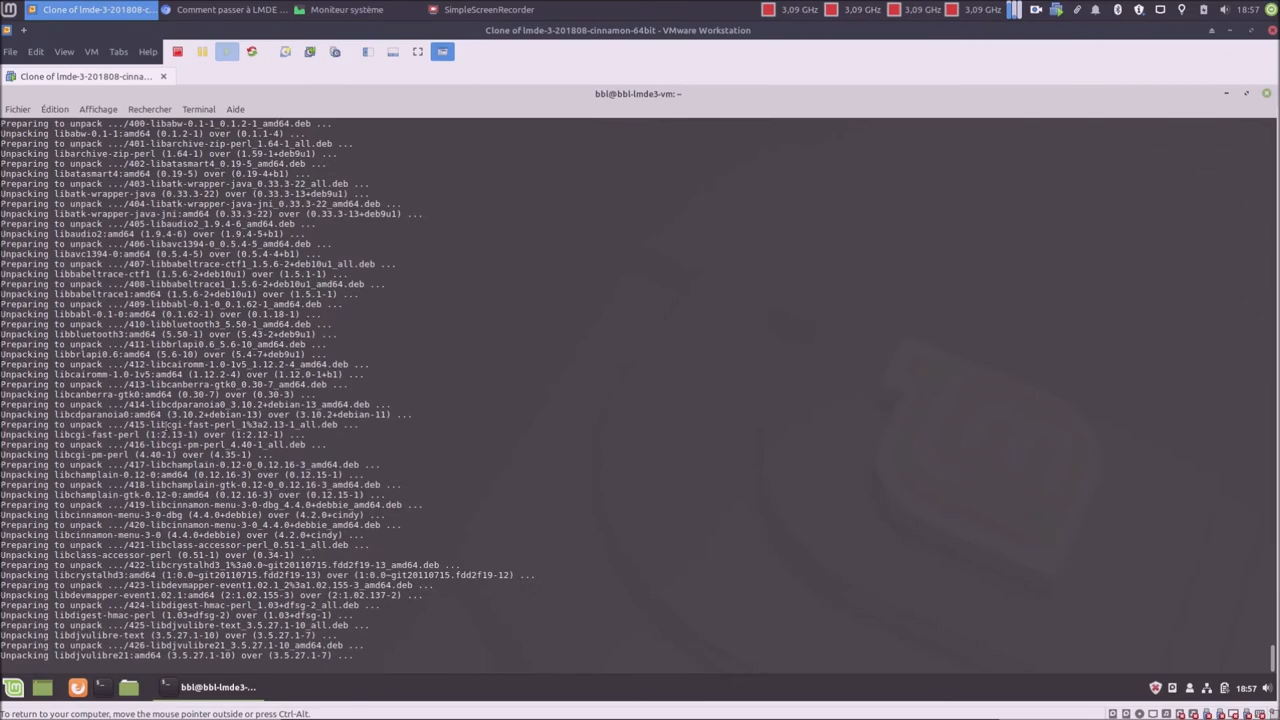 Clone of lmde-3-201808-c...
Comment passer à LMDE ...
Moniteur système
SimpleScreenRecorder
3,09 GHz
3,09 GHz
3,09 GHz
3,09 GHz
18:57
Clone of lmde-3-201808-cinnamon-64bit - VMware Workstation
File Edit View VM Tabs Help
Clone of lmde-3-201808-cinna...
bbl@bbl-lmde3-vm: ~
Fichier Édition Affichage Rechercher Terminal Aide
Preparing to unpack .../400-libabw-0.1-1_0.1.2-1_amd64.deb ...
Unpacking libabw-0.1-1:amd64 (0.1.2-1) over (0.1.1-4) ...
Preparing to unpack .../401-libarchive-zip-perl_1.64-1_all.deb ...
Unpacking libarchive-zip-perl (1.64-1) over (1.59-1+deb9u1) ...
Preparing to unpack .../402-libatasmart4_0.19-5_amd64.deb ...
Unpacking libatasmart4:amd64 (0.19-5) over (0.19-4+b1) ...
Preparing to unpack .../403-libatk-wrapper-java_0.33.3-22_all.deb ...
Unpacking libatk-wrapper-java (0.33.3-22) over (0.33.3-13+deb9u1) ...
Preparing to unpack .../404-libatk-wrapper-java-jni_0.33.3-22_amd64.deb ...
Unpacking libatk-wrapper-java-jni:amd64 (0.33.3-22) over (0.33.3-13+deb9u1) ...
Preparing to unpack .../405-libaudio2_1.9.4-6_amd64.deb ...
Unpacking libaudio2:amd64 (1.9.4-6) over (1.9.4-5+b1) ...
Preparing to unpack .../406-libavc1394-0_0.5.4-5_amd64.deb ...
Unpacking libavc1394-0:amd64 (0.5.4-5) over (0.5.4-4+b1) ...
Preparing to unpack .../407-libbabeltrace-ctf1_1.5.6-2+deb10u1_all.deb ...
Unpacking libbabeltrace-ctf1 (1.5.6-2+deb10u1) over (1.5.1-1) ...
Preparing to unpack .../408-libbabeltrace1_1.5.6-2+deb10u1_amd64.deb ...
Unpacking libbabeltrace1:amd64 (1.5.6-2+deb10u1) over (1.5.1-1) ...
Preparing to unpack .../409-libbabl-0.1-0_0.1.62-1_amd64.deb ...
Unpacking libbabl-0.1-0:amd64 (0.1.62-1) over (0.1.18-1) ...
Preparing to unpack .../410-libbluetooth3_5.50-1_amd64.deb ...
Unpacking libbluetooth3:amd64 (5.50-1) over (5.43-2+deb9u1) ...
Preparing to unpack .../411-libbrlapi0.6_5.6-10_amd64.deb ...
Unpacking libbrlapi0.6:amd64 (5.6-10) over (5.4-7+deb9u1) ...
Preparing to unpack .../412-libcairomm-1.0-1v5_1.12.2-4_amd64.deb ...
Unpacking libcairomm-1.0-1v5:amd64 (1.12.2-4) over (1.12.0-1+b1) ...
Preparing to unpack .../413-libcanberra-gtk0_0.30-7_amd64.deb ...
Unpacking libcanberra-gtk0:amd64 (0.30-7) over (0.30-3) ...
Preparing to unpack .../414-libcdparanoia0_3.10.2+debian-13_amd64.deb ...
Unpacking libcdparanoia0:amd64 (3.10.2+debian-13) over (3.10.2+debian-11) ...
Preparing to unpack .../415-libcgi-fast-perl_1%3a2.13-1_all.deb ...
Unpacking libcgi-fast-perl (1:2.13-1) over (1:2.12-1) ...
Preparing to unpack .../416-libcgi-pm-perl_4.40-1_all.deb ...
Unpacking libcgi-pm-perl (4.40-1) over (4.35-1) ...
Preparing to unpack .../417-libchamplain-0.12-0_0.12.16-3_amd64.deb ...
Unpacking libchamplain-0.12-0:amd64 (0.12.16-3) over (0.12.15-1) ...
Preparing to unpack .../418-libchamplain-gtk-0.12-0_0.12.16-3_amd64.deb ...
Unpacking libchamplain-gtk-0.12-0:amd64 (0.12.16-3) over (0.12.15-1) ...
Preparing to unpack .../419-libcinnamon-menu-3-0-dbg_4.4.0+debbie_amd64.deb ...
Unpacking libcinnamon-menu-3-0-dbg (4.4.0+debbie) over (4.2.0+cindy) ...
Preparing to unpack .../420-libcinnamon-menu-3-0_4.4.0+debbie_amd64.deb ...
Unpacking libcinnamon-menu-3-0 (4.4.0+debbie) over (4.2.0+cindy) ...
Preparing to unpack .../421-libclass-accessor-perl_0.51-1_all.deb ...
Unpacking libclass-accessor-perl (0.51-1) over (0.34-1) ...
Preparing to unpack .../422-libcrystalhd3_1%3a0.0~git20110715.fdd2f19-13_amd64.deb ...
Unpacking libcrystalhd3:amd64 (1:0.0~git20110715.fdd2f19-13) over (1:0.0~git20110715.fdd2f19-12) ...
Preparing to unpack .../423-libdevmapper-event1.02.1_2%3a1.02.155-3_amd64.deb ...
Unpacking libdevmapper-event1.02.1:amd64 (2:1.02.155-3) over (2:1.02.137-2) ...
Preparing to unpack .../424-libdigest-hmac-perl_1.03+dfsg-2_all.deb ...
Unpacking libdigest-hmac-perl (1.03+dfsg-2) over (1.03+dfsg-1) ...
Preparing to unpack .../425-libdjvulibre-text_3.5.27.1-10_all.deb ...
Unpacking libdjvulibre-text (3.5.27.1-10) over (3.5.27.1-7) ...
Preparing to unpack .../426-libdjvulibre21_3.5.27.1-10_amd64.deb ...
Unpacking libdjvulibre21:amd64 (3.5.27.1-10) over (3.5.27.1-7) ...
bbl@bbl-lmde3-...
18:57
To return to your computer, move the mouse pointer outside or press Ctrl-Alt.